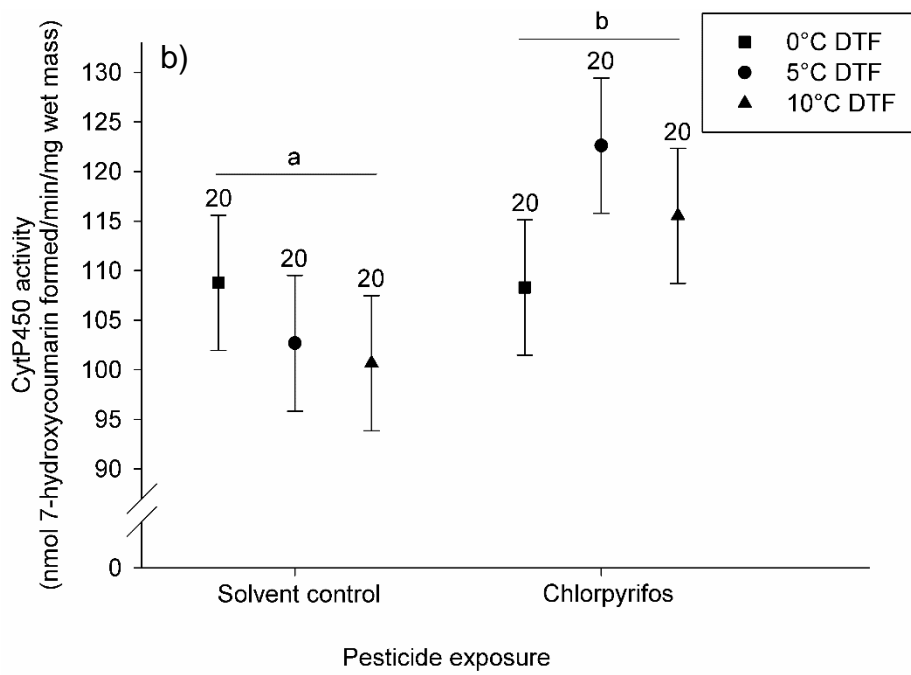 b)
0°C DTF
5°C DTF
10°C DTF
CytP450 activity
(nmol 7-hydroxycoumarin formed/min/mg wet mass)
130
125
120
115
110
105
100
95
90
0
a
20
20
20
b
20
20
20
Solvent control
Chlorpyrifos
Pesticide exposure